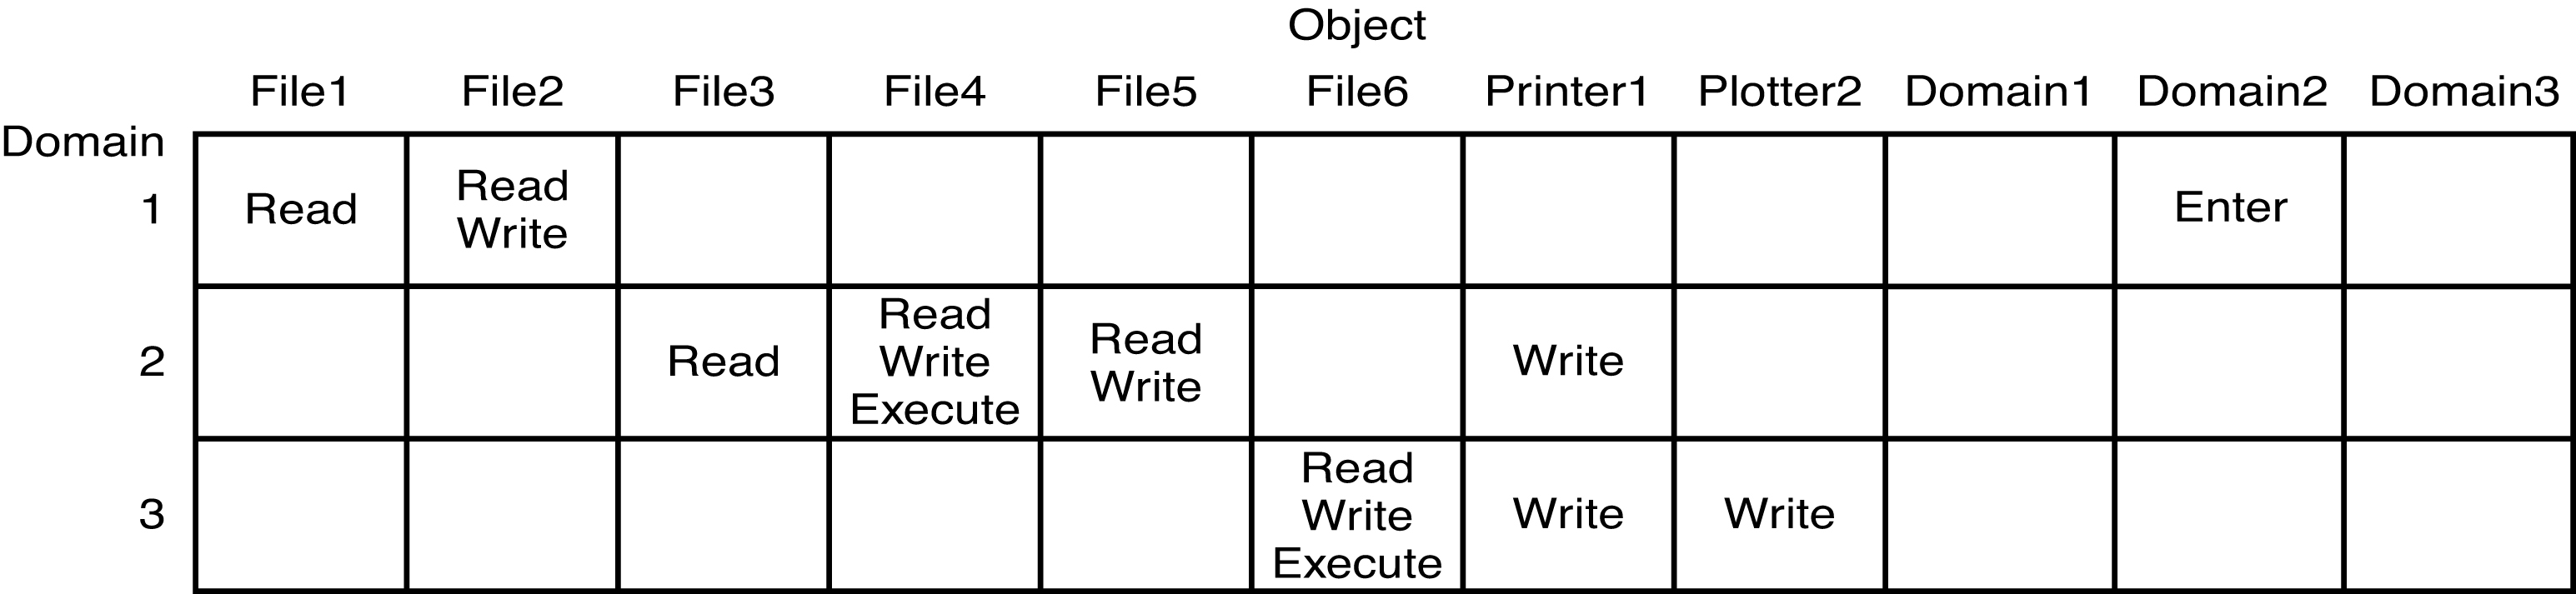 Object
File1 File2 File3 File4 File5 File6 Printer1 Plotter2 Domain1 Domain2 Domain3
Domain
1
Read
Read
Write
Enter
2
Read
Read
Write
Execute
Read
Write
Write
3
Read
Write
Execute
Write
Write